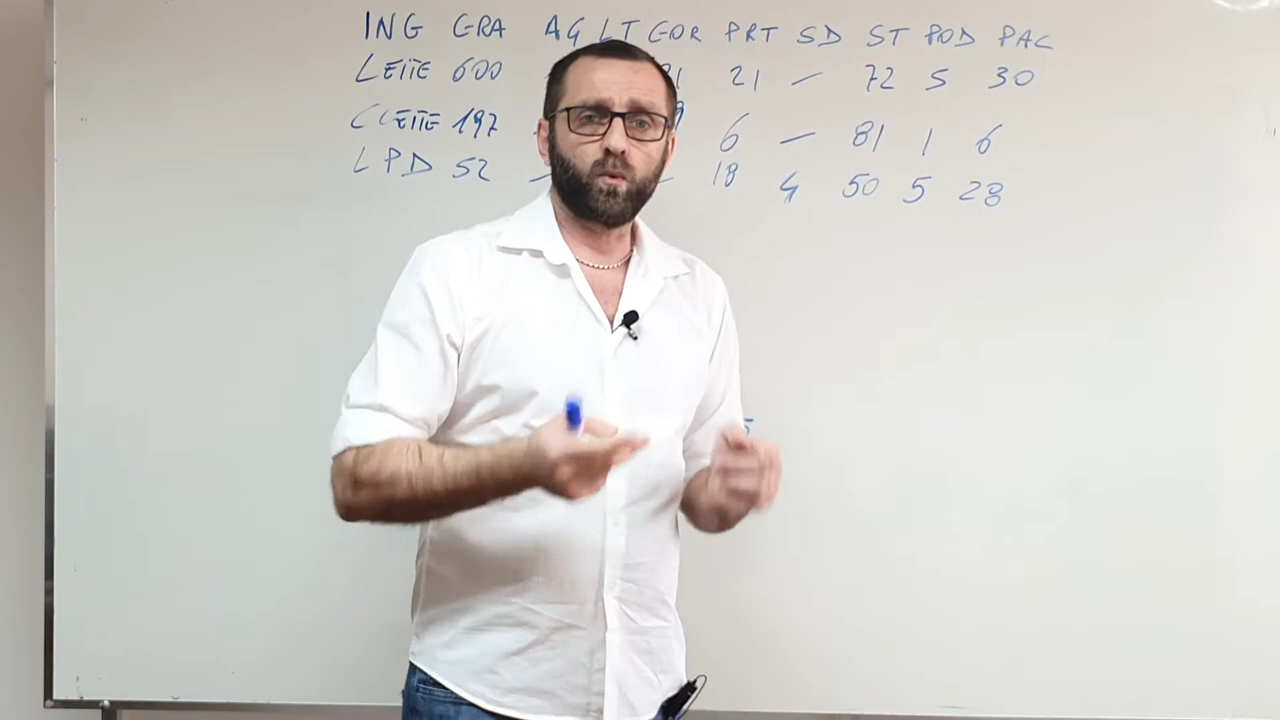 ING GRA AG LT GOR PRT SD ST POD PAC
LEITE 600 21 — 72 5 30
CLEITE 197 — 6 — 81 1 6
LPD 52 — — 18 4 50 5 28